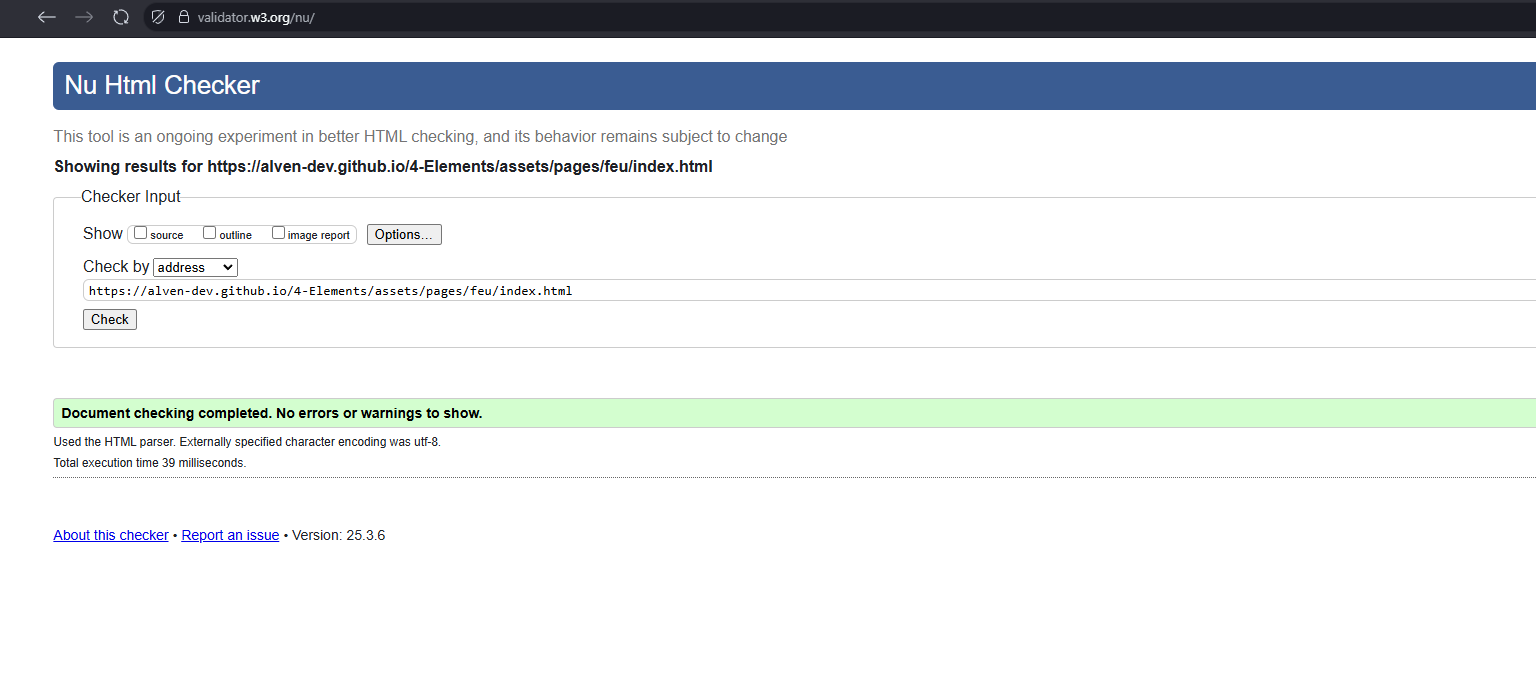 validator.w3.org/nu/
Nu Html Checker
This tool is an ongoing experiment in better HTML checking, and its behavior remains subject to change
Showing results for https://alven-dev.github.io/4-Elements/assets/pages/feu/index.html
Checker Input
Show source outline image report Options...
Check by address
https://alven-dev.github.io/4-Elements/assets/pages/feu/index.html
Check
Document checking completed. No errors or warnings to show.
Used the HTML parser. Externally specified character encoding was utf-8.
Total execution time 39 milliseconds.
About this checker • Report an issue • Version: 25.3.6